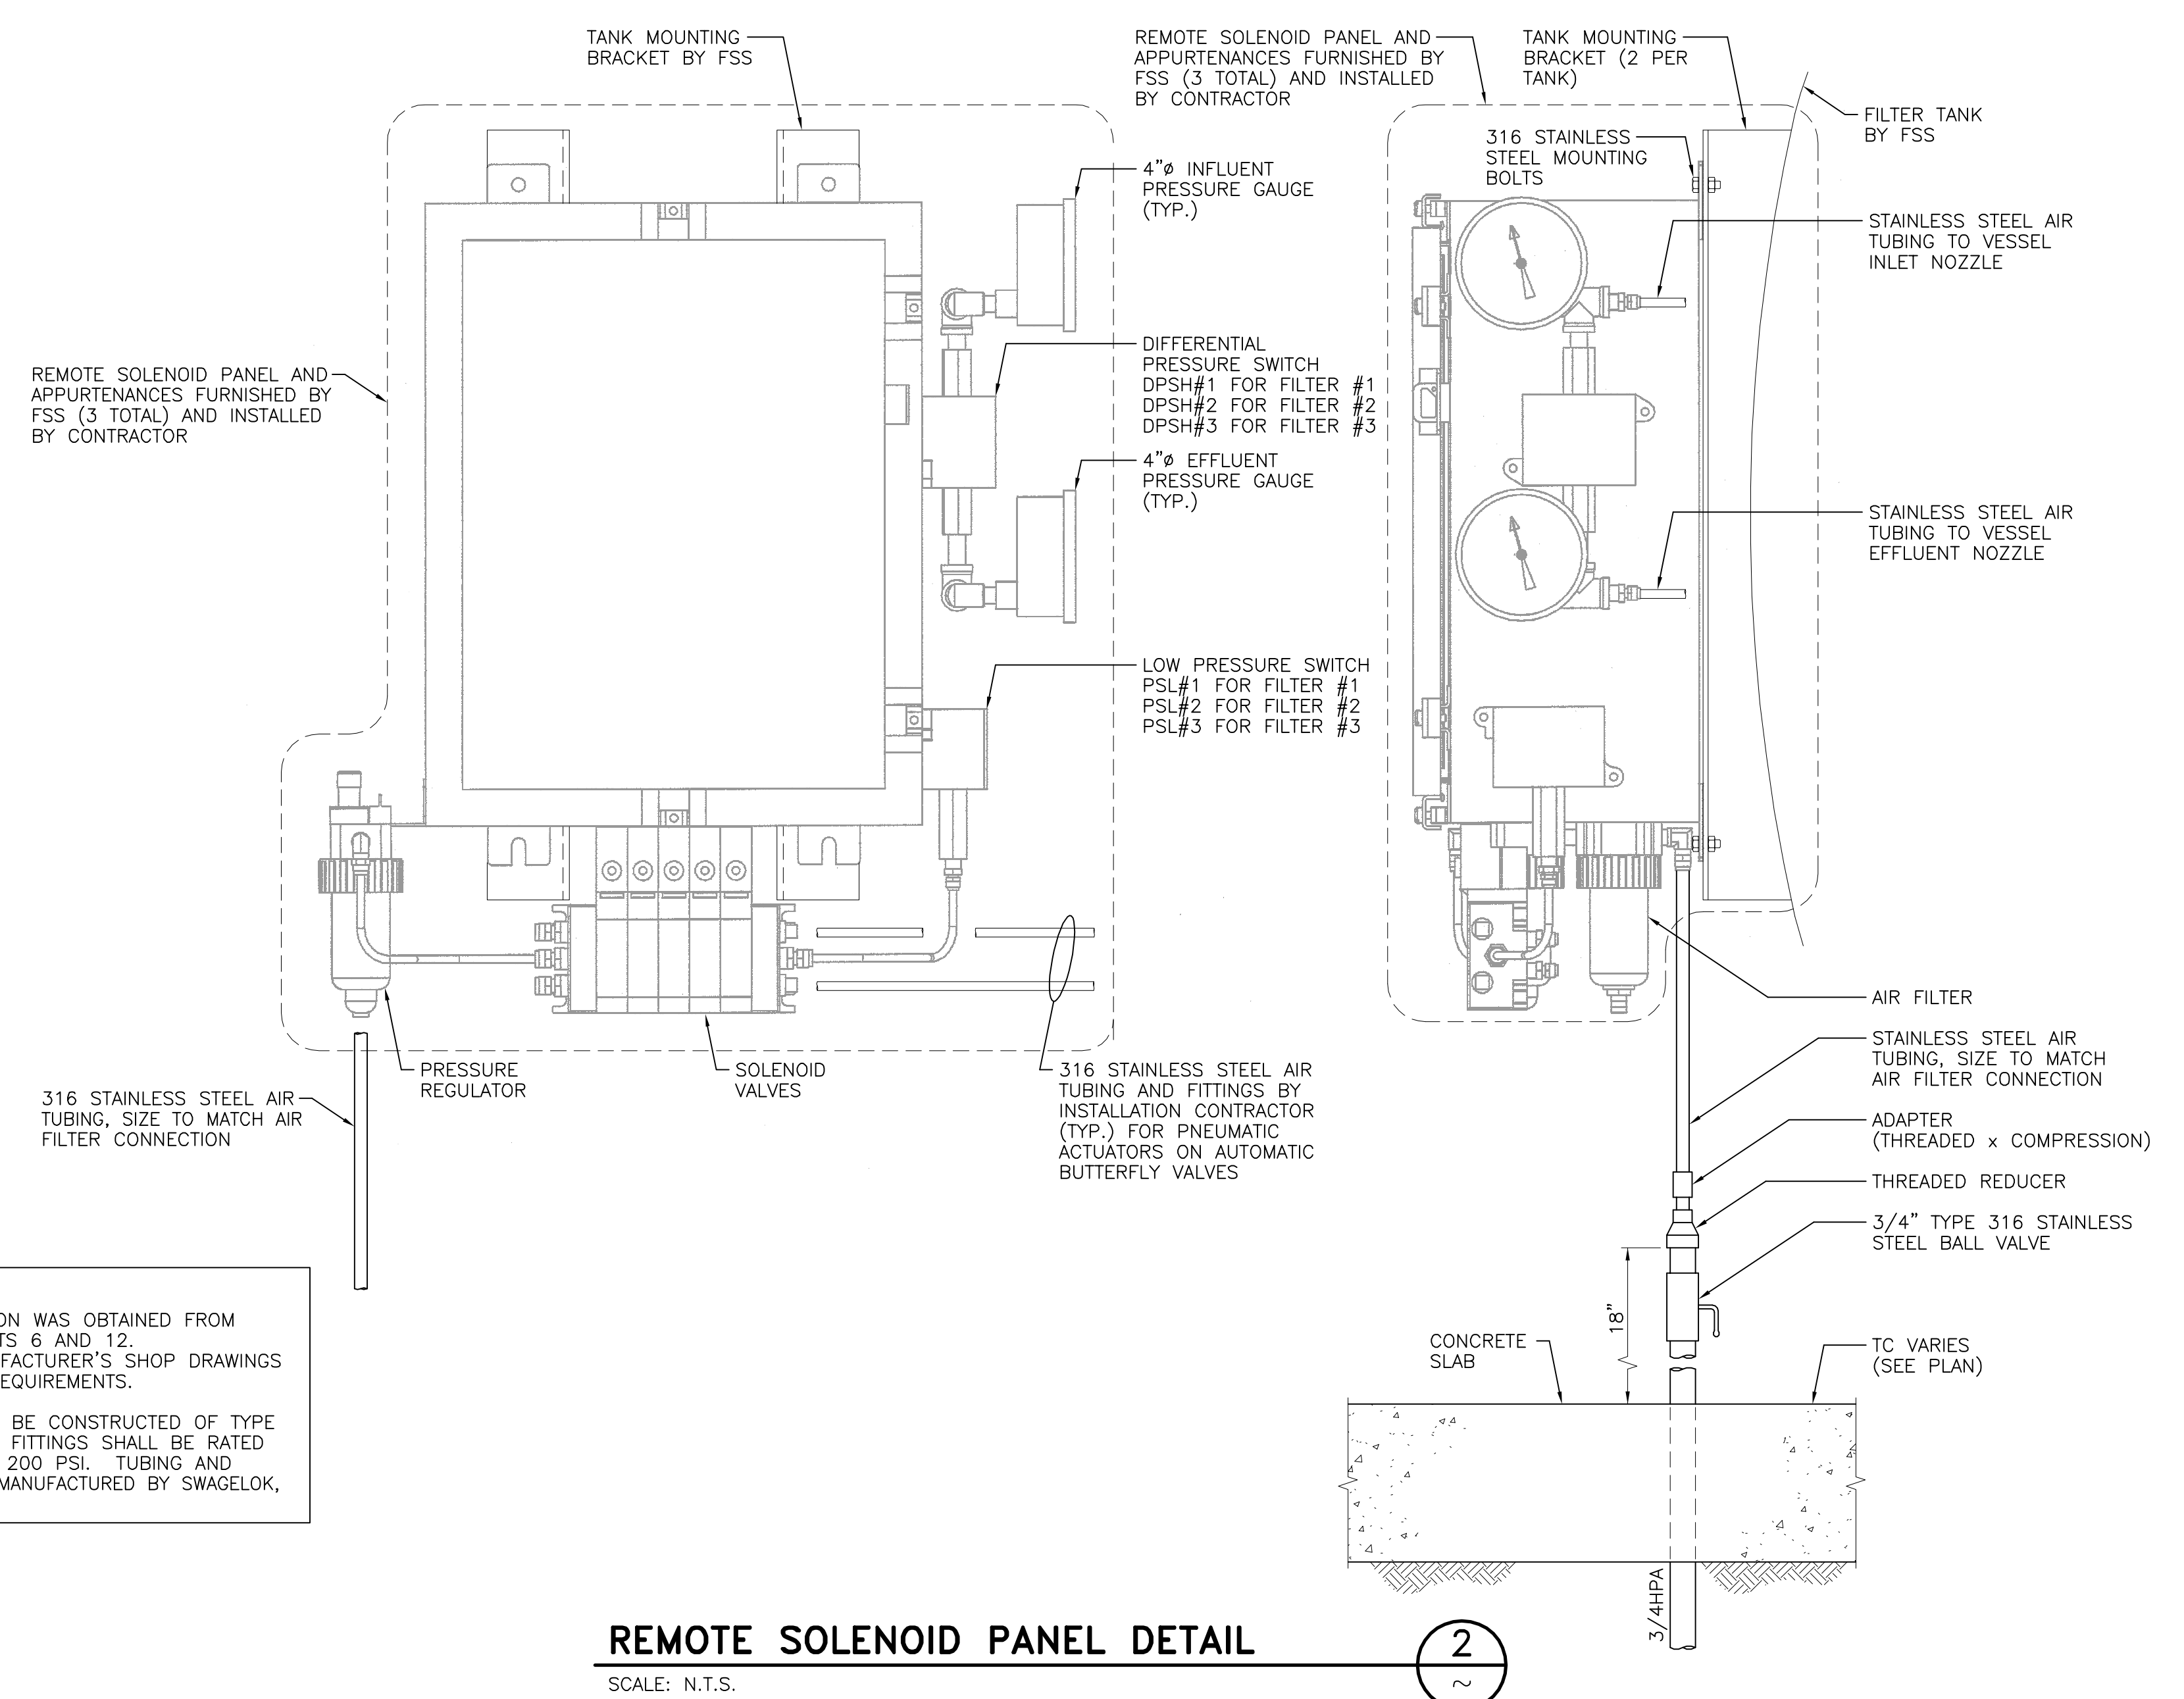 TANK MOUNTING
BRACKET BY FSS
REMOTE SOLENOID PANEL AND
APPURTENANCES FURNISHED BY
FSS (3 TOTAL) AND INSTALLED
BY CONTRACTOR
TANK MOUNTING
BRACKET (2 PER
TANK)
FILTER TANK
BY FSS
316 STAINLESS
STEEL MOUNTING
BOLTS
4"ø INFLUENT
PRESSURE GAUGE
(TYP.)
STAINLESS STEEL AIR
TUBING TO VESSEL
INLET NOZZLE
REMOTE SOLENOID PANEL AND
APPURTENANCES FURNISHED BY
FSS (3 TOTAL) AND INSTALLED
BY CONTRACTOR
DIFFERENTIAL
PRESSURE SWITCH
DPSH#1 FOR FILTER #1
DPSH#2 FOR FILTER #2
DPSH#3 FOR FILTER #3
4"ø EFFLUENT
PRESSURE GAUGE
(TYP.)
STAINLESS STEEL AIR
TUBING TO VESSEL
EFFLUENT NOZZLE
LOW PRESSURE SWITCH
PSL#1 FOR FILTER #1
PSL#2 FOR FILTER #2
PSL#3 FOR FILTER #3
AIR FILTER
STAINLESS STEEL AIR
TUBING, SIZE TO MATCH
AIR FILTER CONNECTION
PRESSURE
REGULATOR
SOLENOID
VALVES
316 STAINLESS STEEL AIR
TUBING AND FITTINGS BY
INSTALLATION CONTRACTOR
(TYP.) FOR PNEUMATIC
ACTUATORS ON AUTOMATIC
BUTTERFLY VALVES
316 STAINLESS STEEL AIR
TUBING, SIZE TO MATCH AIR
FILTER CONNECTION
ADAPTER
(THREADED x COMPRESSION)
THREADED REDUCER
3/4" TYPE 316 STAINLESS
STEEL BALL VALVE
18"
CONCRETE
SLAB
TC VARIES
(SEE PLAN)
ON WAS OBTAINED FROM
TS 6 AND 12.
FACTURER'S SHOP DRAWINGS
EQUIREMENTS.
BE CONSTRUCTED OF TYPE
FITTINGS SHALL BE RATED
200 PSI. TUBING AND
MANUFACTURED BY SWAGELOK,
3/4HPA
REMOTE SOLENOID PANEL DETAIL
2
~
SCALE: N.T.S.